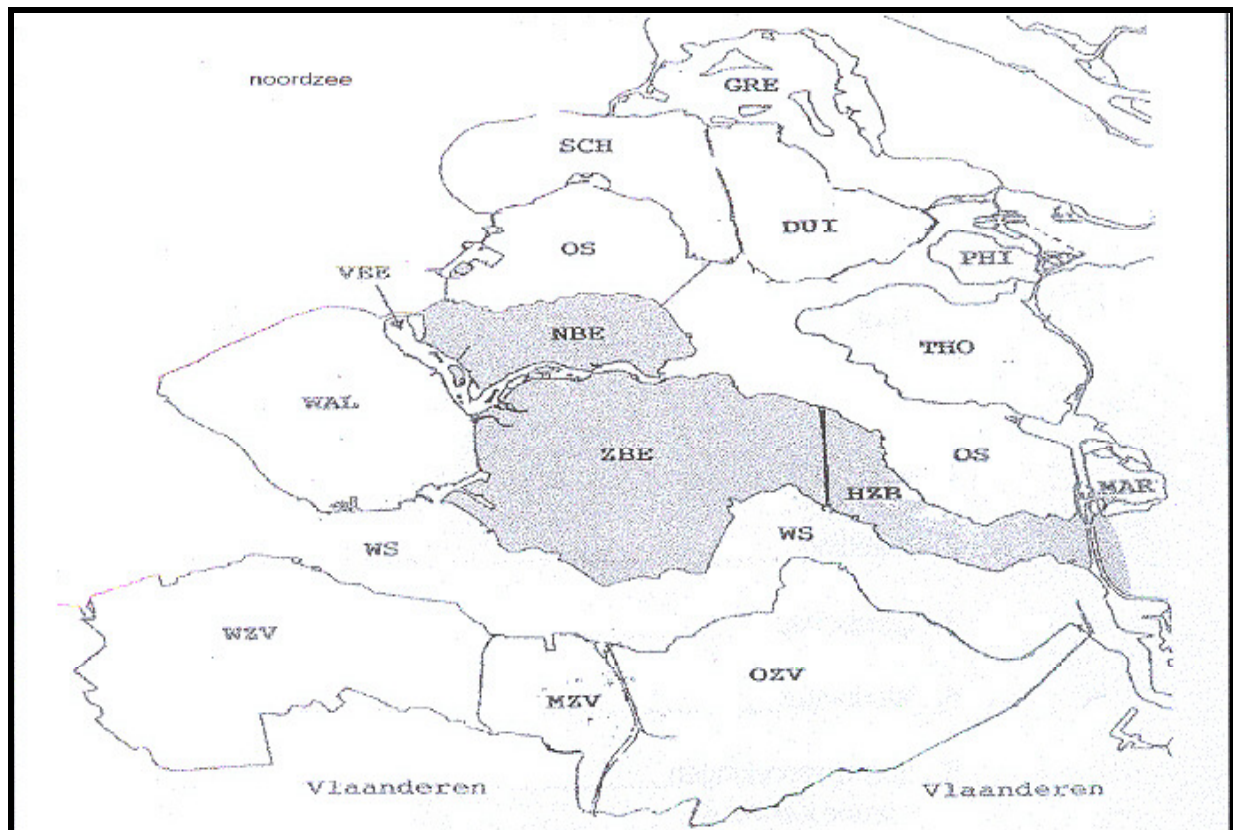 noordzee
GRE
SCH
DUI
OS
PHI
VEE
NBE
THO
WAL
ZBE
OS
HZB
MAR
WS
WS
WZV
OZV
MZV
Vlaanderen
Vlaanderen